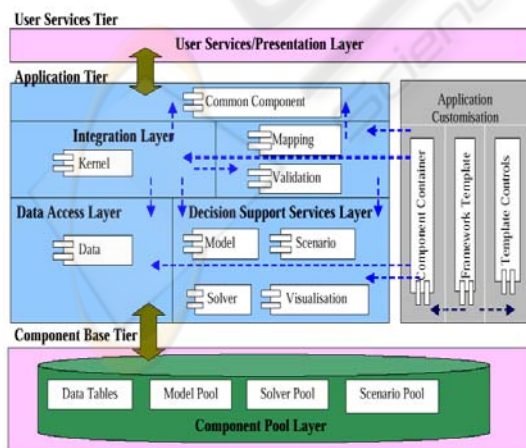 User Services Tier
User Services/Presentation Layer
Application Tier
Common Component
Integration Layer
Mapping
Kernel
Validation
Application
Customisation
Component Container
Framework Template
Template Controls
Data Access Layer
Decision Support Services Layer
Data
Model
Scenario
Solver
Visualisation
Component Base Tier
Data Tables
Model Pool
Solver Pool
Scenario Pool
Component Pool Layer